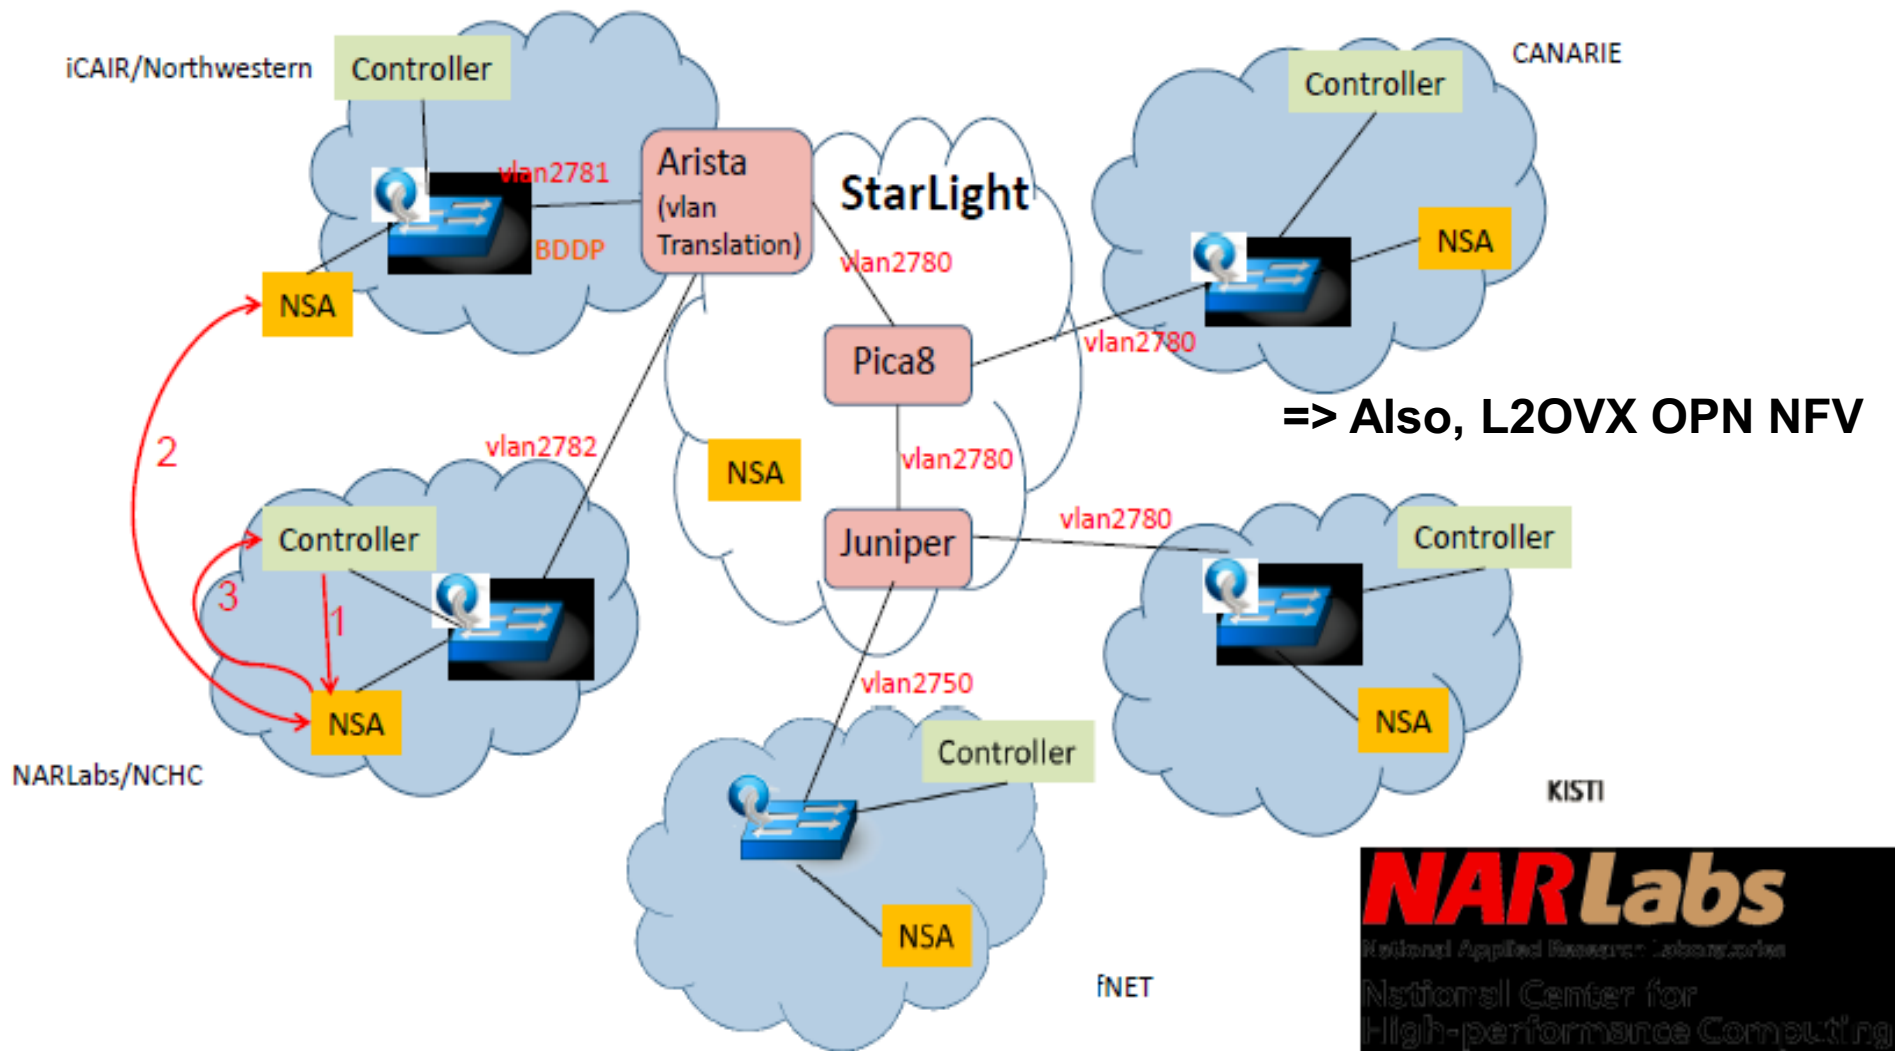 iCAIR/Northwestern
Controller
CANARIE
Controller
vlan2781
Arista
(vlan
Translation)
StarLight
BDDP
vlan2780
NSA
NSA
Pica8
vlan2780
=> Also, L2OVX OPN NFV
2
vlan2782
NSA
vlan2780
Controller
Juniper
vlan2780
Controller
3
1
vlan2750
NSA
NSA
Controller
NARLabs/NCHC
KISTI
NSA
fNET
NARLabs
National Applied Research Laboratories
National Center for
High-performance Computing